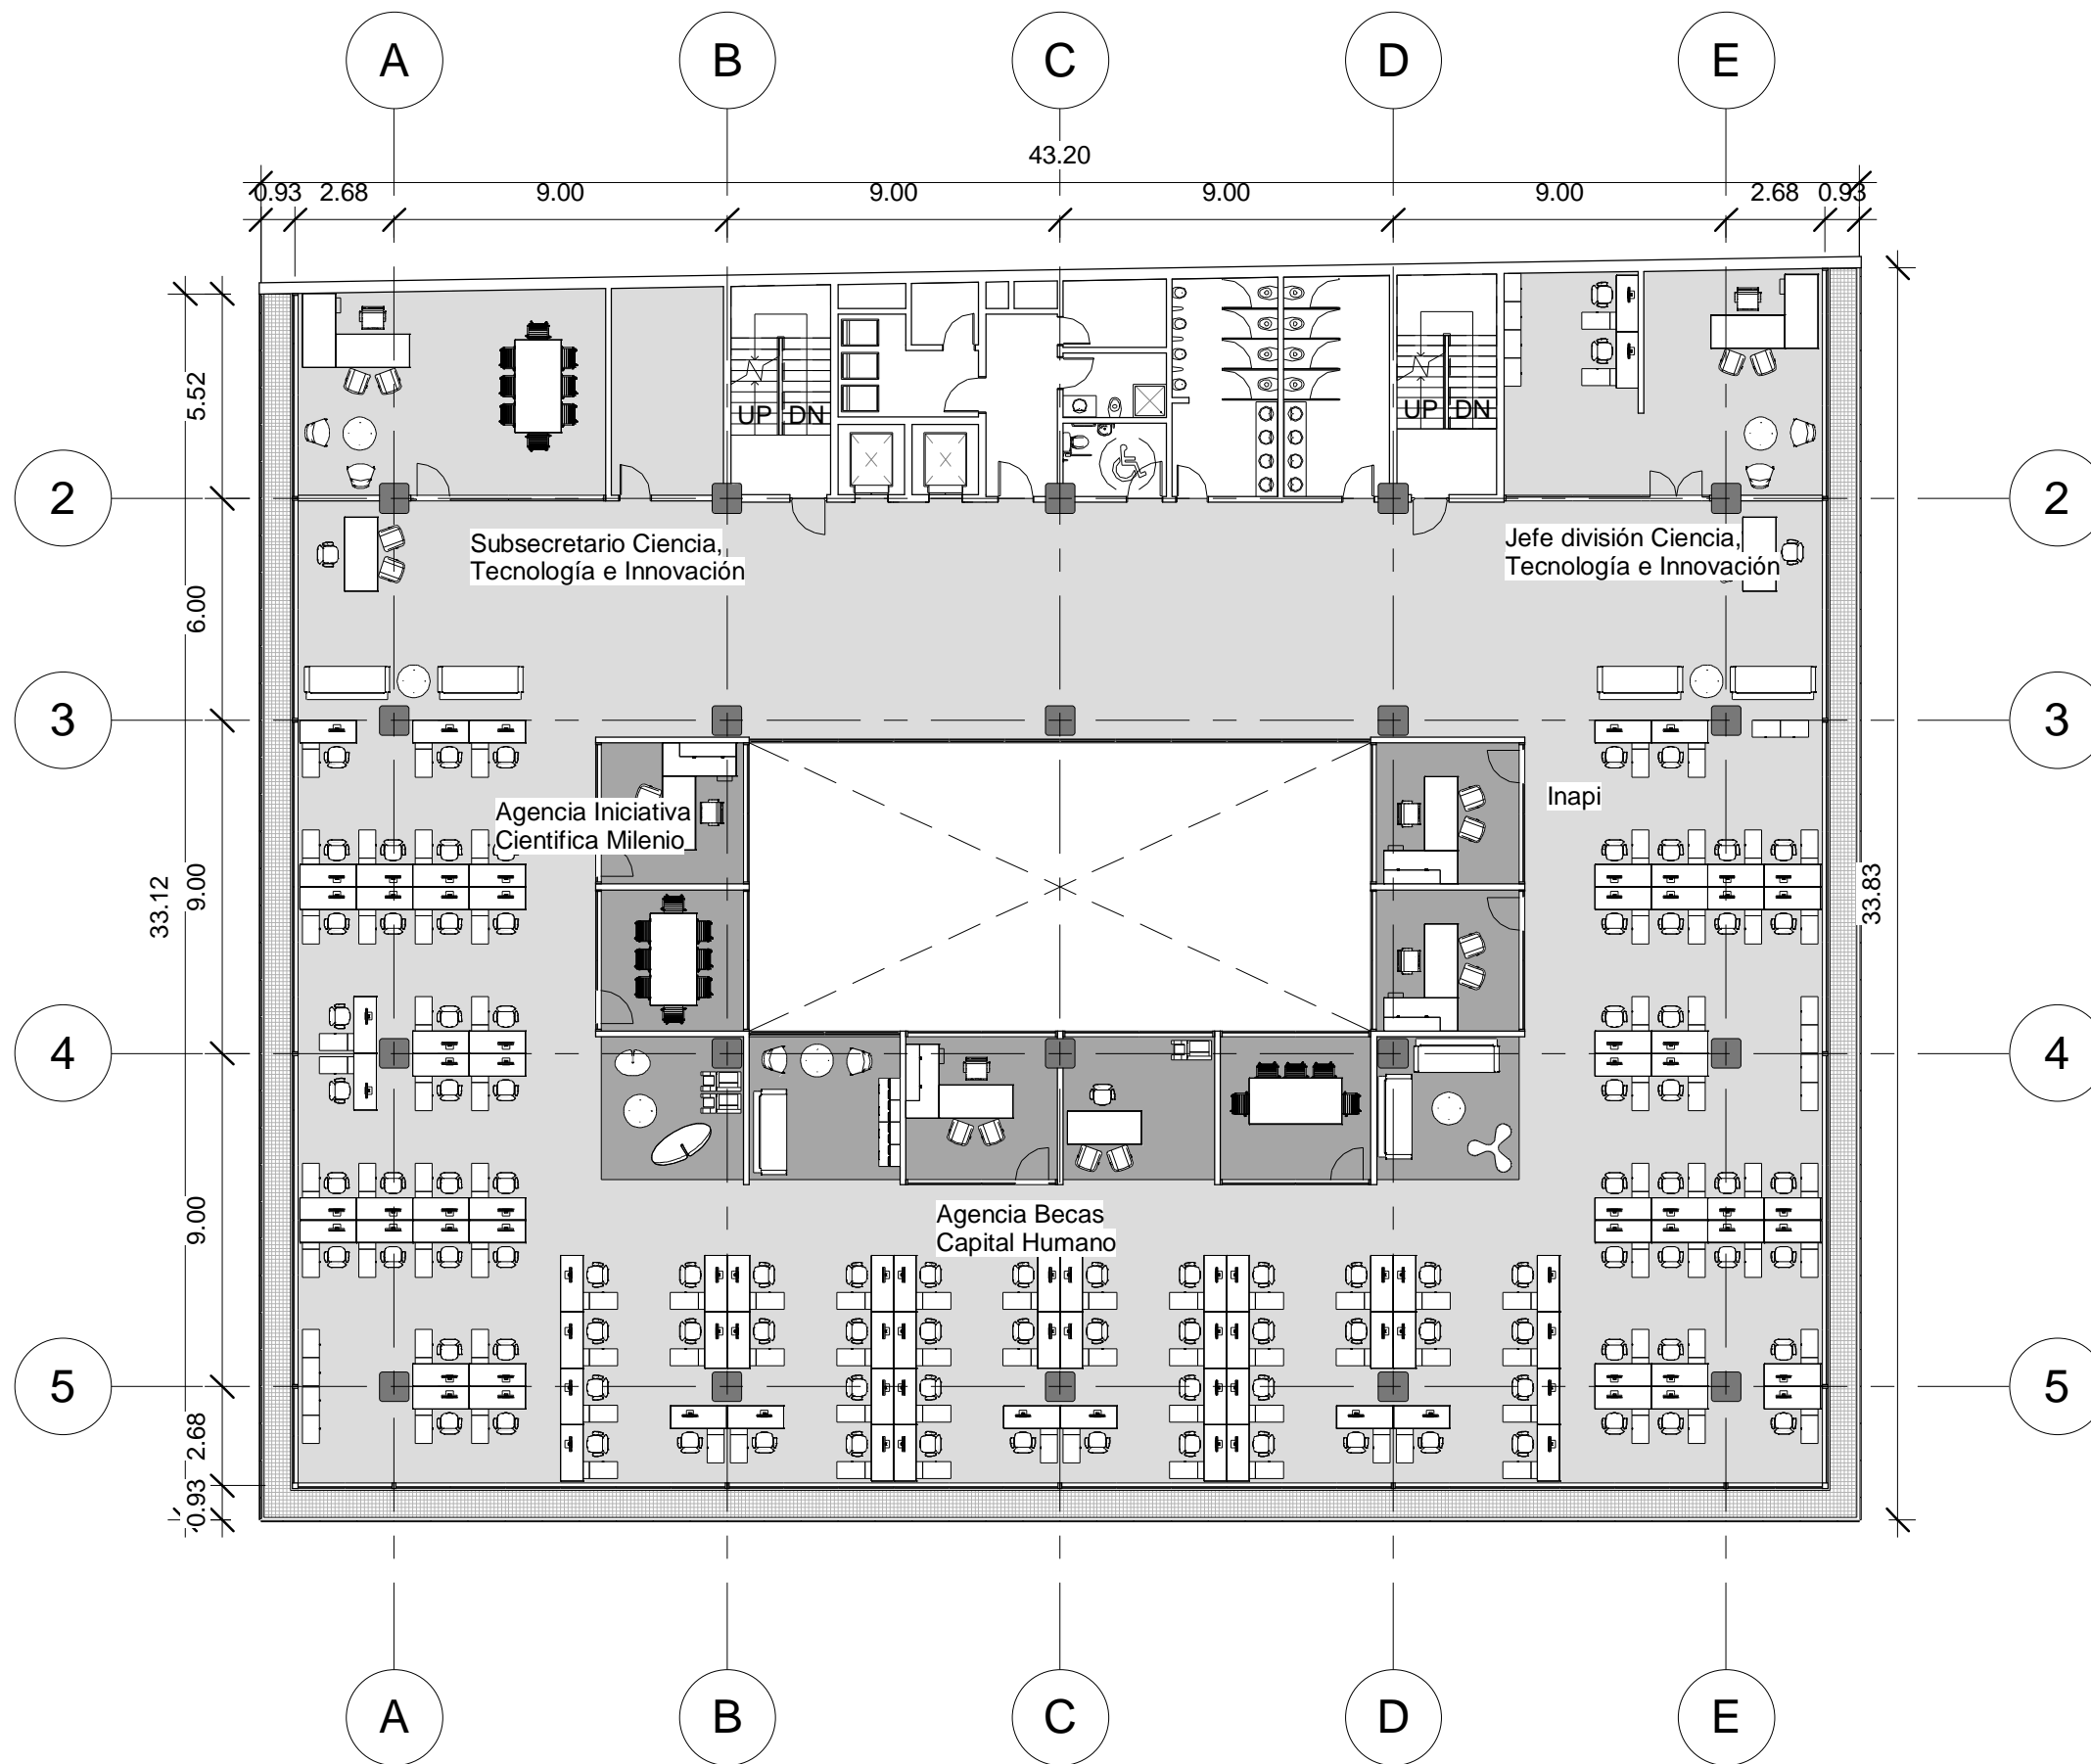 A B C D E
43.20
0.93 2.68 9.00 9.00 9.00 9.00 2.68 0.93
5.52
UP DN
UP DN
2
2
Subsecretario Ciencia,
Tecnología e Innovación
Jefe división Ciencia,
Tecnología e Innovación
6.00
3
3
Agencia Iniciativa
Cientifica Milenio
Inapi
33.12
9.00
33.83
4
4
9.00
Agencia Becas
Capital Humano
5
5
2.68
0.93
A B C D E